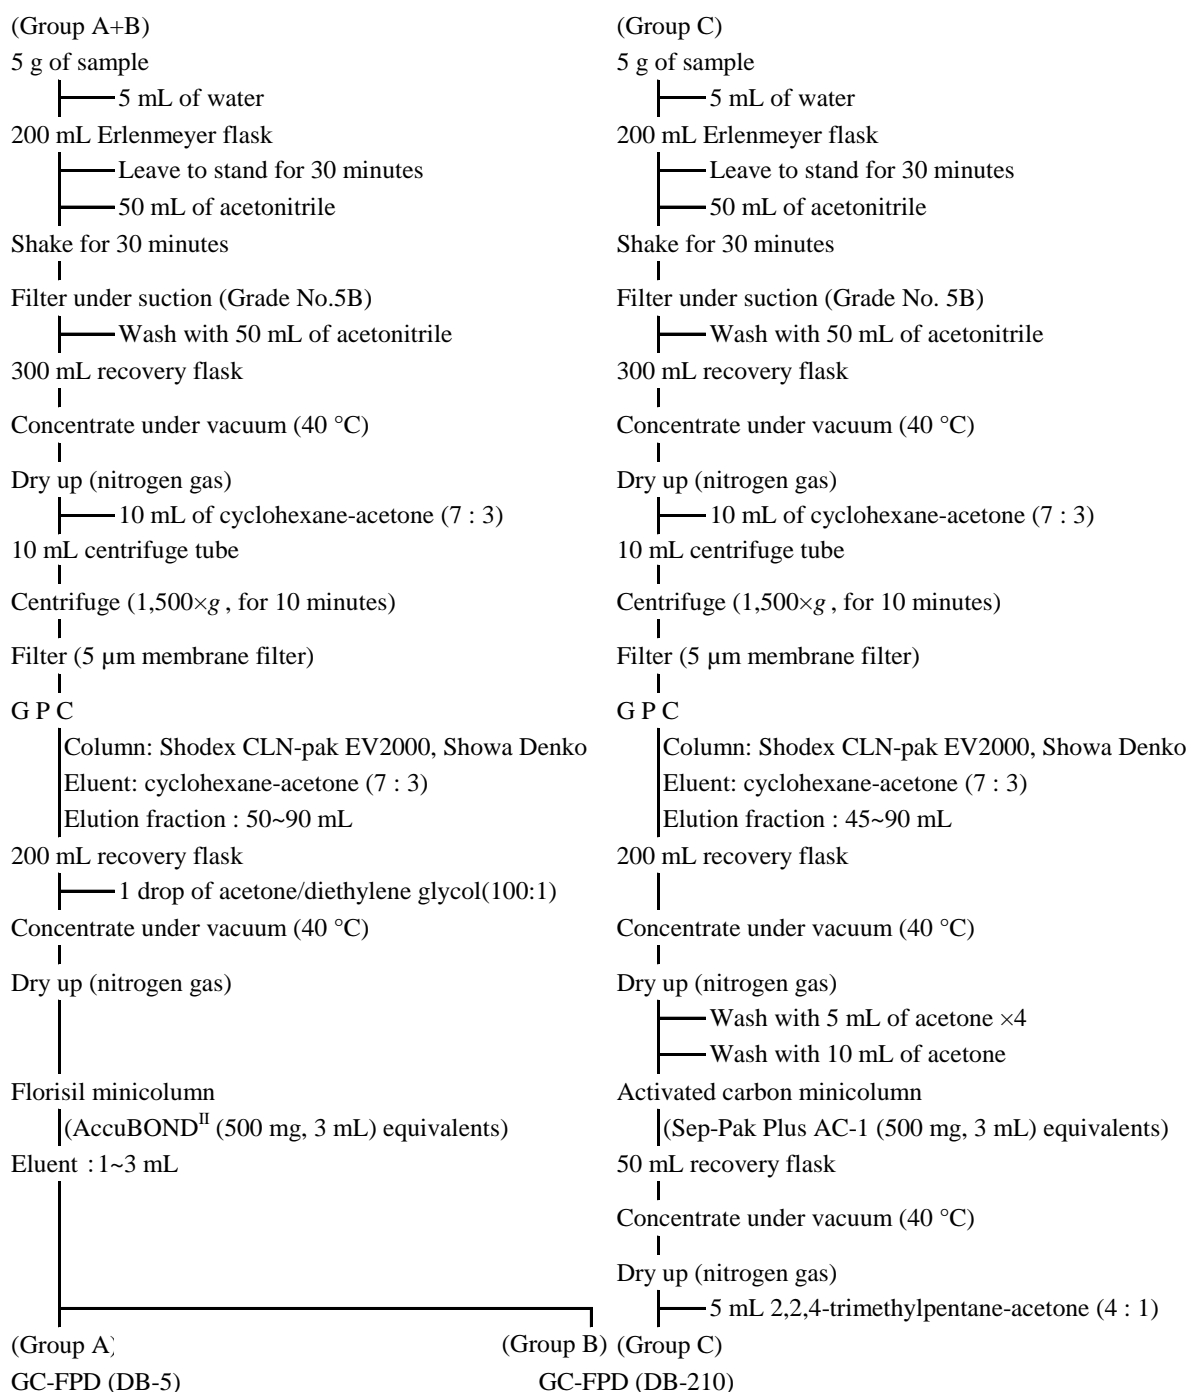 (Group A+B)
5 g of sample
5 mL of water
200 mL Erlenmeyer flask
Leave to stand for 30 minutes
50 mL of acetonitrile
Shake for 30 minutes
Filter under suction (Grade No.5B)
Wash with 50 mL of acetonitrile
300 mL recovery flask
Concentrate under vacuum (40 °C)
Dry up (nitrogen gas)
10 mL of cyclohexane-acetone (7 : 3)
10 mL centrifuge tube
Centrifuge (1,500×g , for 10 minutes)
Filter (5 μm membrane filter)
G P C
Column: Shodex CLN-pak EV2000, Showa Denko
Eluent: cyclohexane-acetone (7 : 3)
Elution fraction : 50~90 mL
200 mL recovery flask
1 drop of acetone/diethylene glycol(100:1)
Concentrate under vacuum (40 °C)
Dry up (nitrogen gas)
Florisil minicolumn
(AccuBOND^II (500 mg, 3 mL) equivalents)
Eluent : 1~3 mL
(Group A)
GC-FPD (DB-5)
(Group C)
5 g of sample
5 mL of water
200 mL Erlenmeyer flask
Leave to stand for 30 minutes
50 mL of acetonitrile
Shake for 30 minutes
Filter under suction (Grade No. 5B)
Wash with 50 mL of acetonitrile
300 mL recovery flask
Concentrate under vacuum (40 °C)
Dry up (nitrogen gas)
10 mL of cyclohexane-acetone (7 : 3)
10 mL centrifuge tube
Centrifuge (1,500×g , for 10 minutes)
Filter (5 μm membrane filter)
G P C
Column: Shodex CLN-pak EV2000, Showa Denko
Eluent: cyclohexane-acetone (7 : 3)
Elution fraction : 45~90 mL
200 mL recovery flask
Concentrate under vacuum (40 °C)
Dry up (nitrogen gas)
Wash with 5 mL of acetone ×4
Wash with 10 mL of acetone
Activated carbon minicolumn
(Sep-Pak Plus AC-1 (500 mg, 3 mL) equivalents)
50 mL recovery flask
Concentrate under vacuum (40 °C)
Dry up (nitrogen gas)
5 mL 2,2,4-trimethylpentane-acetone (4 : 1)
(Group B) (Group C)
GC-FPD (DB-210)